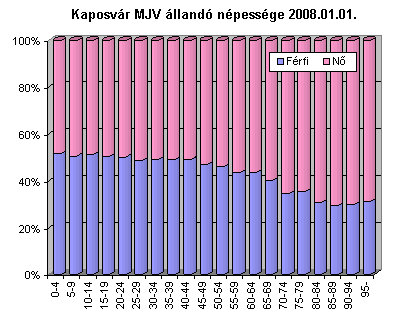 Kaposvár MJV állandó népessége 2008.01.01.
100%
Férfi Nő
80%
60%
40%
20%
0%
0-4 5-9 10-14 15-19 20-24 25-29 30-34 35-39 40-44 45-49 50-54 55-59 60-64 65-69 70-74 75-79 80-84 85-89 90-94 95-